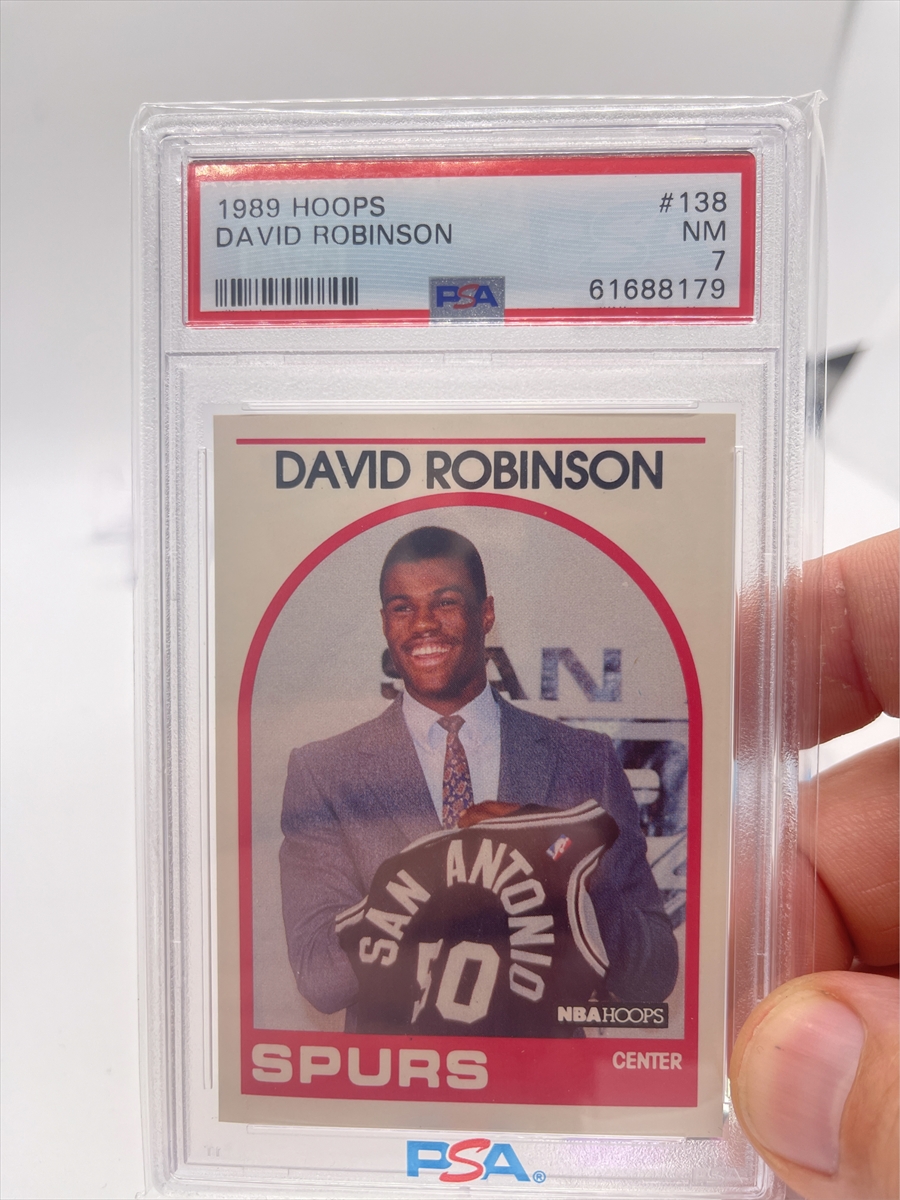 1989 HOOPS #138
DAVID ROBINSON NM
7
PSA 61688179
DAVID ROBINSON
SAN
SAN ANTONIO
50
NBA HOOPS
SPURS CENTER
PSA®